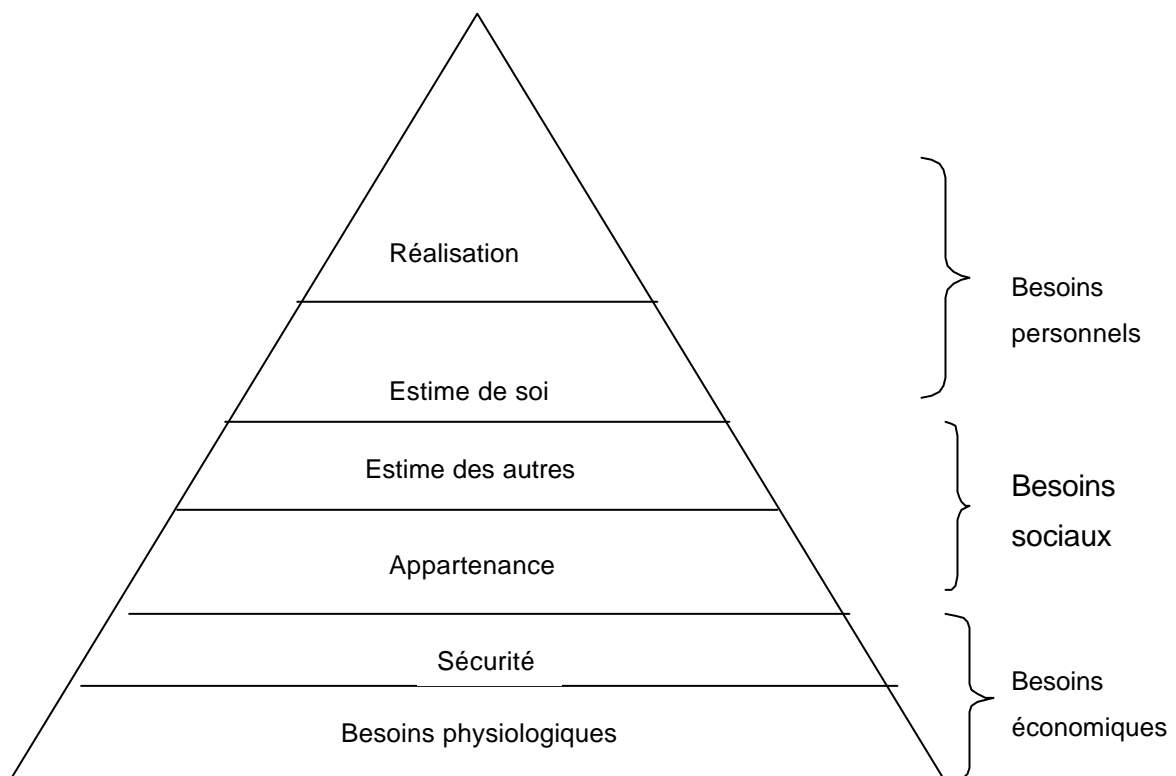 Réalisation
Besoins
personnels
Estime de soi
Estime des autres
Besoins
sociaux
Appartenance
Sécurité
Besoins
économiques
Besoins physiologiques